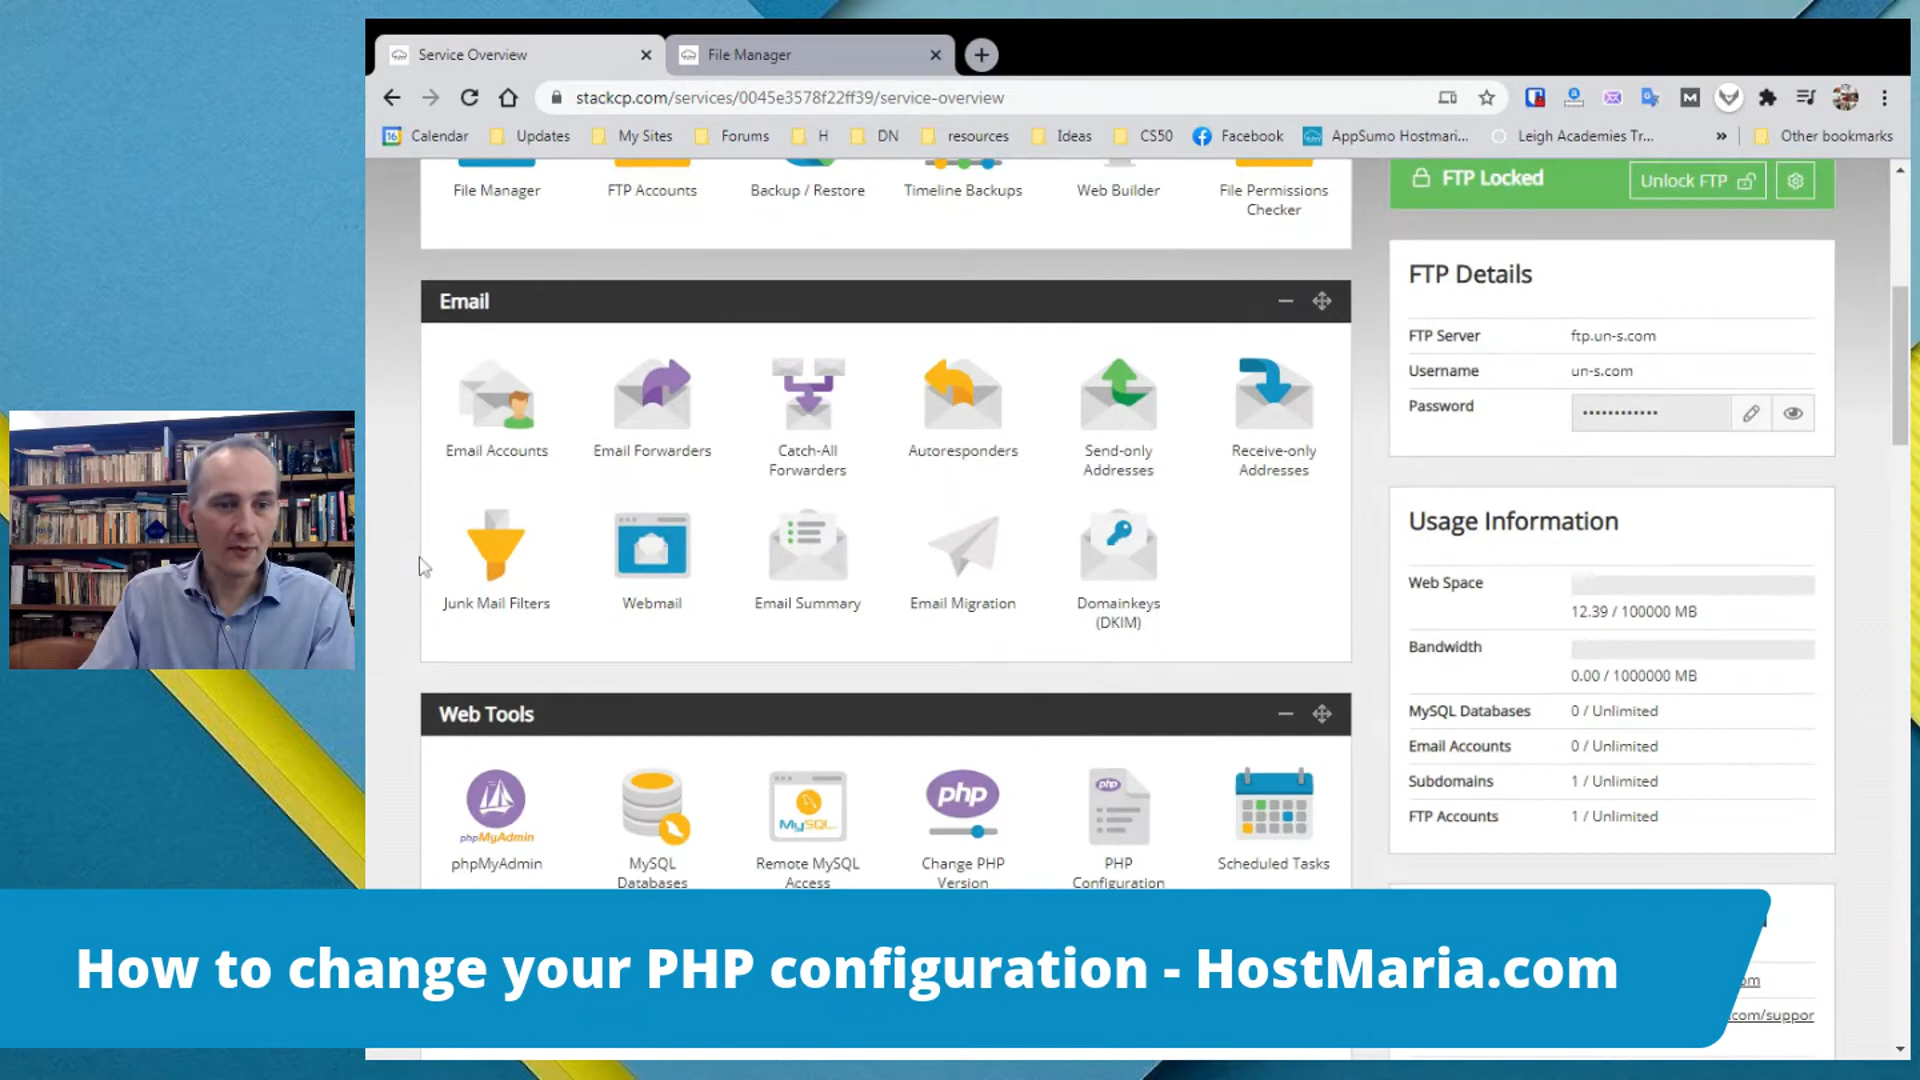 Service Overview
File Manager
stackcp.com/services/0045e3578f22ff39/service-overview
16 Calendar
Updates
My Sites
Forums
H
DN
resources
Ideas
CS50
Facebook
AppSumo Hostmari...
Leigh Academies Tr...
»
Other bookmarks
File Manager
FTP Accounts
Backup / Restore
Timeline Backups
Web Builder
File Permissions
Checker
FTP Locked
Unlock FTP
Email
Email Accounts
Email Forwarders
Catch-All
Forwarders
Autoresponders
Send-only
Addresses
Receive-only
Addresses
Junk Mail Filters
Webmail
Email Summary
Email Migration
Domainkeys
(DKIM)
FTP Details
FTP Server ftp.un-s.com
Username un-s.com
Password ••••••••••••
Usage Information
Web Space
12.39 / 100000 MB
Bandwidth
0.00 / 1000000 MB
MySQL Databases 0 / Unlimited
Email Accounts 0 / Unlimited
Subdomains 1 / Unlimited
FTP Accounts 1 / Unlimited
Web Tools
phpMyAdmin
MySQL
php
php
phpMyAdmin
MySQL
Databases
Remote MySQL
Access
Change PHP
Version
PHP
Configuration
Scheduled Tasks
How to change your PHP configuration - HostMaria.com
om
.com/suppor